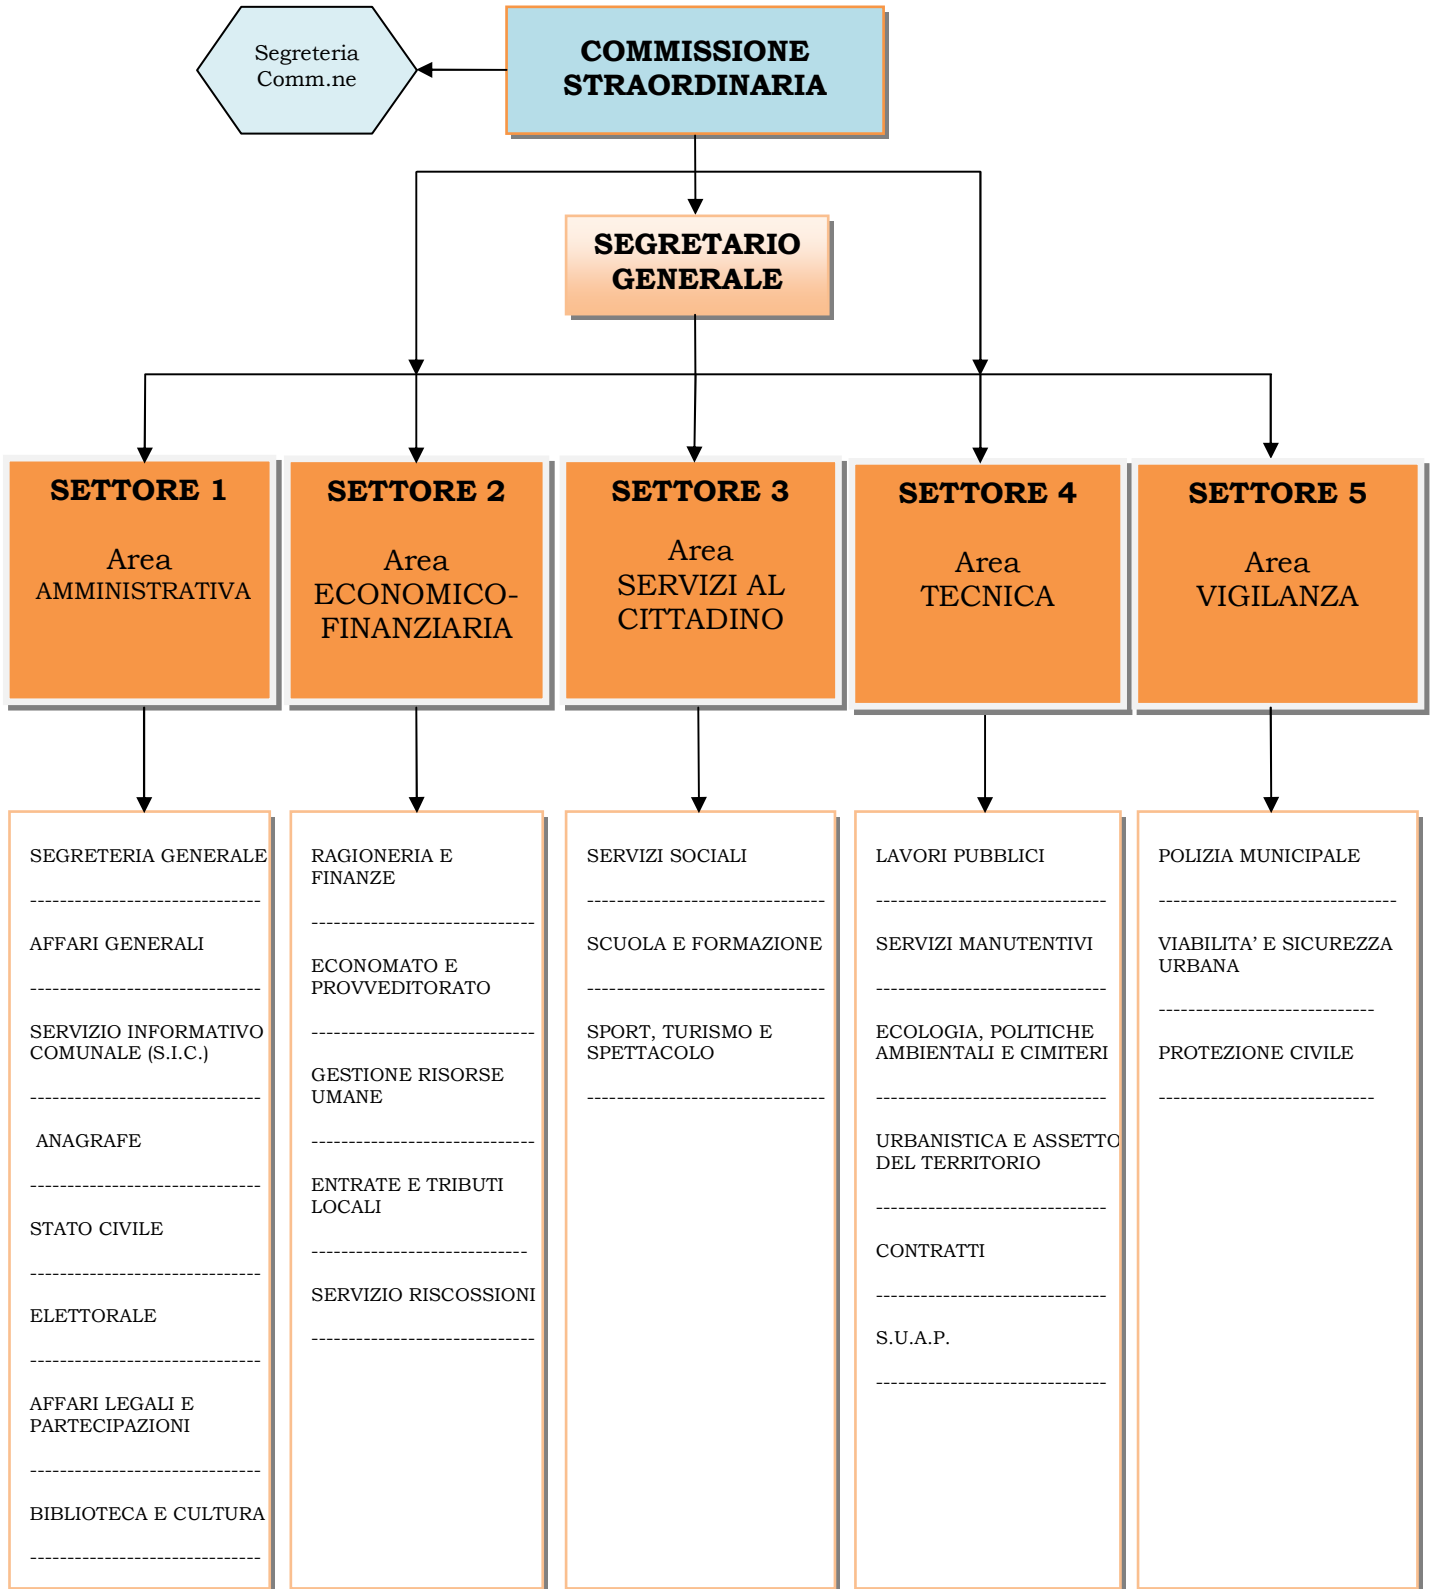 Segreteria
Comm.ne
COMMISSIONE
STRAORDINARIA
SEGRETARIO
GENERALE
SETTORE 1
Area
AMMINISTRATIVA
SETTORE 2
Area
ECONOMICO-
FINANZIARIA
SETTORE 3
Area
SERVIZI AL
CITTADINO
SETTORE 4
Area
TECNICA
SETTORE 5
Area
VIGILANZA
SEGRETERIA GENERALE
-------------------------------
AFFARI GENERALI
-------------------------------
SERVIZIO INFORMATIVO
COMUNALE (S.I.C.)
-------------------------------
ANAGRAFE
-------------------------------
STATO CIVILE
-------------------------------
ELETTORALE
-------------------------------
AFFARI LEGALI E
PARTECIPAZIONI
-------------------------------
BIBLIOTECA E CULTURA
-------------------------------
RAGIONERIA E
FINANZE
------------------------------
ECONOMATO E
PROVVEDITORATO
------------------------------
GESTIONE RISORSE
UMANE
------------------------------
ENTRATE E TRIBUTI
LOCALI
-----------------------------
SERVIZIO RISCOSSIONI
------------------------------
SERVIZI SOCIALI
--------------------------------
SCUOLA E FORMAZIONE
--------------------------------
SPORT, TURISMO E
SPETTACOLO
--------------------------------
LAVORI PUBBLICI
-------------------------------
SERVIZI MANUTENTIVI
-------------------------------
ECOLOGIA, POLITICHE
AMBIENTALI E CIMITERI
-------------------------------
URBANISTICA E ASSETTO
DEL TERRITORIO
-------------------------------
CONTRATTI
-------------------------------
S.U.A.P.
-------------------------------
POLIZIA MUNICIPALE
--------------------------------
VIABILITA’ E SICUREZZA
URBANA
-----------------------------
PROTEZIONE CIVILE
-----------------------------